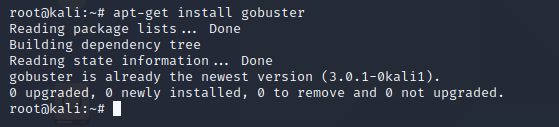 root@kali:~# apt-get install gobuster
Reading package lists... Done
Building dependency tree
Reading state information... Done
gobuster is already the newest version (3.0.1-0kali1).
0 upgraded, 0 newly installed, 0 to remove and 0 not upgraded.
root@kali:~#